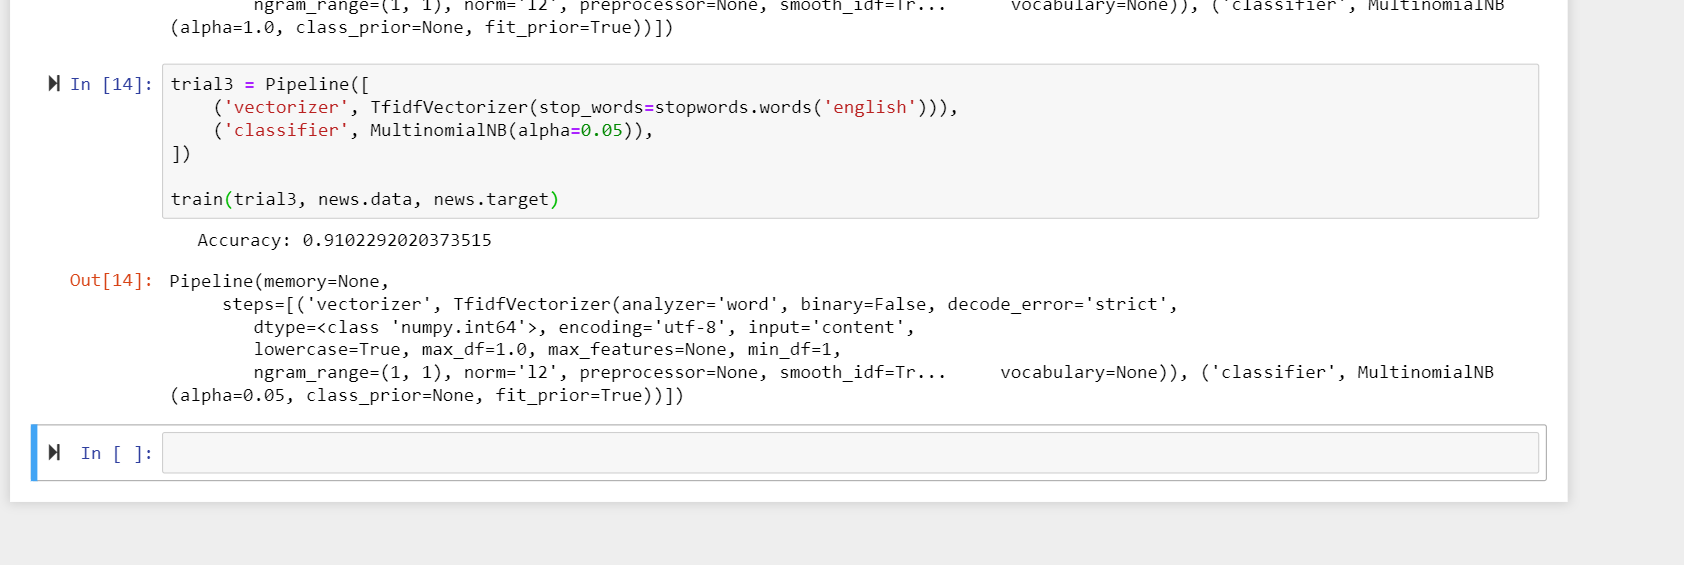 ngram_range=(1, 1), norm='l2', preprocessor=None, smooth_idf=Tr...     vocabulary=None)), ('classifier', MultinomialNB
(alpha=1.0, class_prior=None, fit_prior=True))])
In [14]:
trial3 = Pipeline([
    ('vectorizer', TfidfVectorizer(stop_words=stopwords.words('english'))),
    ('classifier', MultinomialNB(alpha=0.05)),
])
train(trial3, news.data, news.target)
Accuracy: 0.9102292020373515
Out[14]:
Pipeline(memory=None,
     steps=[('vectorizer', TfidfVectorizer(analyzer='word', binary=False, decode_error='strict',
        dtype=<class 'numpy.int64'>, encoding='utf-8', input='content',
        lowercase=True, max_df=1.0, max_features=None, min_df=1,
        ngram_range=(1, 1), norm='l2', preprocessor=None, smooth_idf=Tr...     vocabulary=None)), ('classifier', MultinomialNB
(alpha=0.05, class_prior=None, fit_prior=True))])
In [ ]: